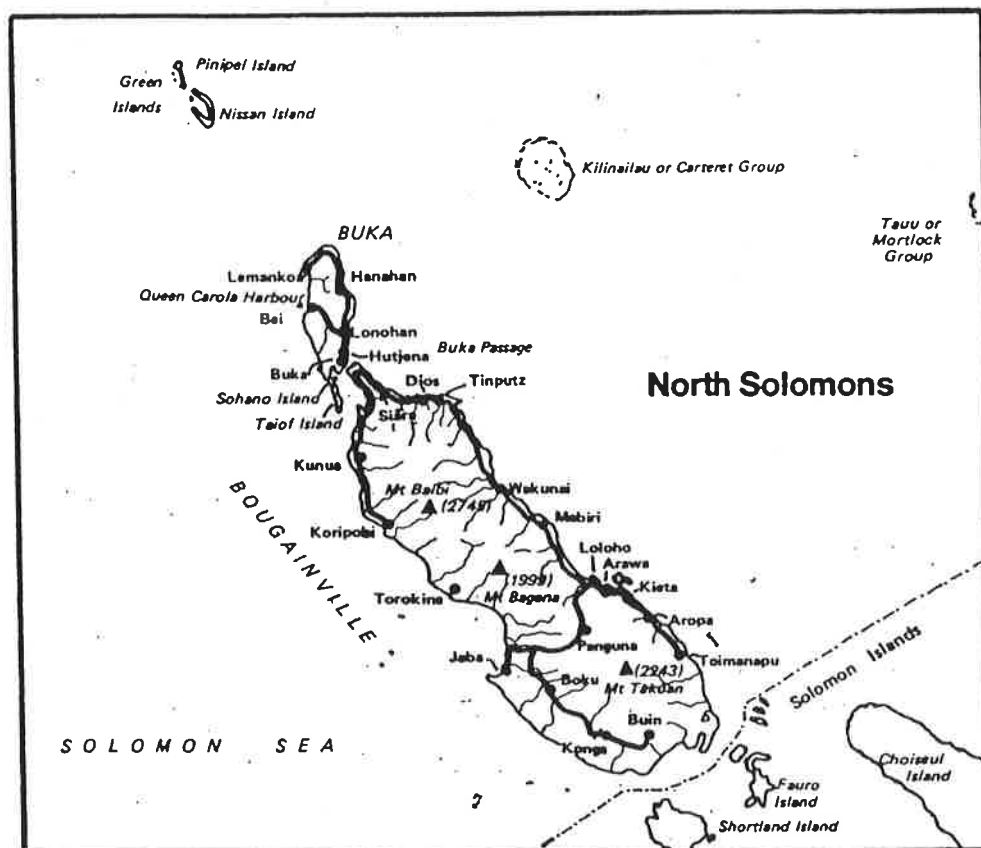 Pinipel Island
Green
Islands
Nissan Island
Kilinailau or Carteret Group
Tauu or
Mortlock
Group
BUKA
Lemankoa
Hanahan
Queen Carola Harbour
Bei
Lonohan
Hutjena
Buka Passage
Buka
Dios
Tinputz
North Solomons
Sohano Island
Siara
Taiof Island
Kunua
Mt Balbi
(2745)
Wakunai
BOUGAINVILLE
Koripobi
Mabiri
Loloho
Arawa
Kieta
(1999)
Mt Bagana
Torokina
Aropa
Panguna
Toimanapu
Jaba
(2243)
Mt Takuan
Boku
Solomon Islands
Buin
Konga
SOLOMON SEA
Choiseul
Island
Fauro
Island
Shortland Island